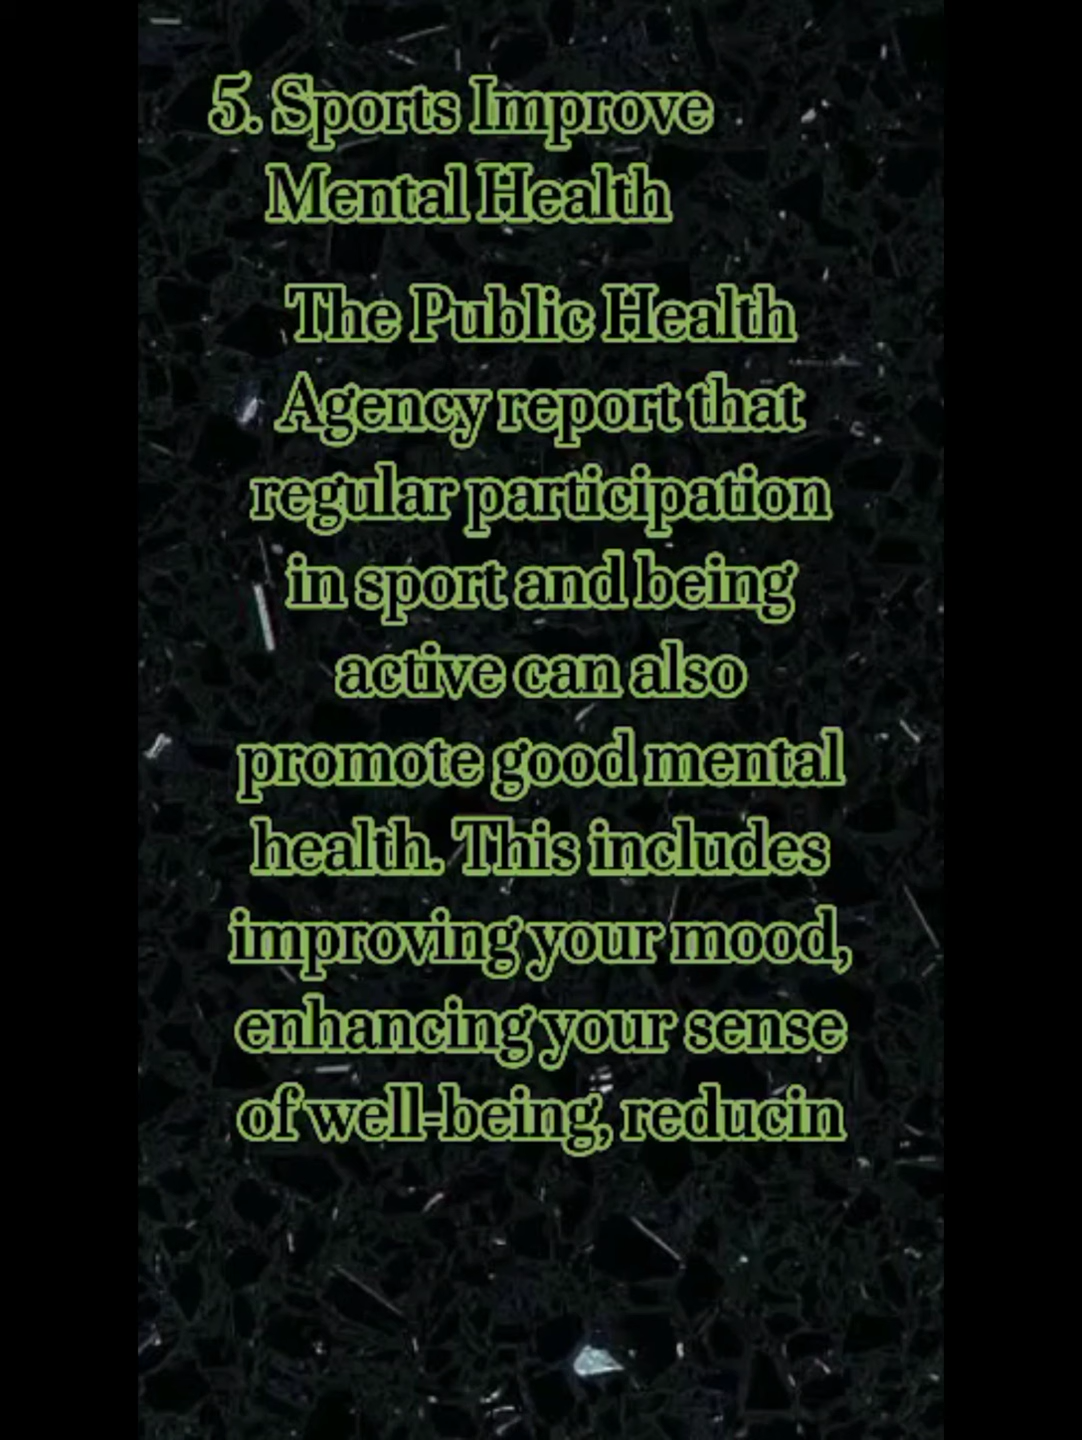 5. Sports Improve
Mental Health
The Public Health
Agency report that
regular participation
in sport and being
active can also
promote good mental
health. This includes
improving your mood,
enhancing your sense
of well-being, reducin